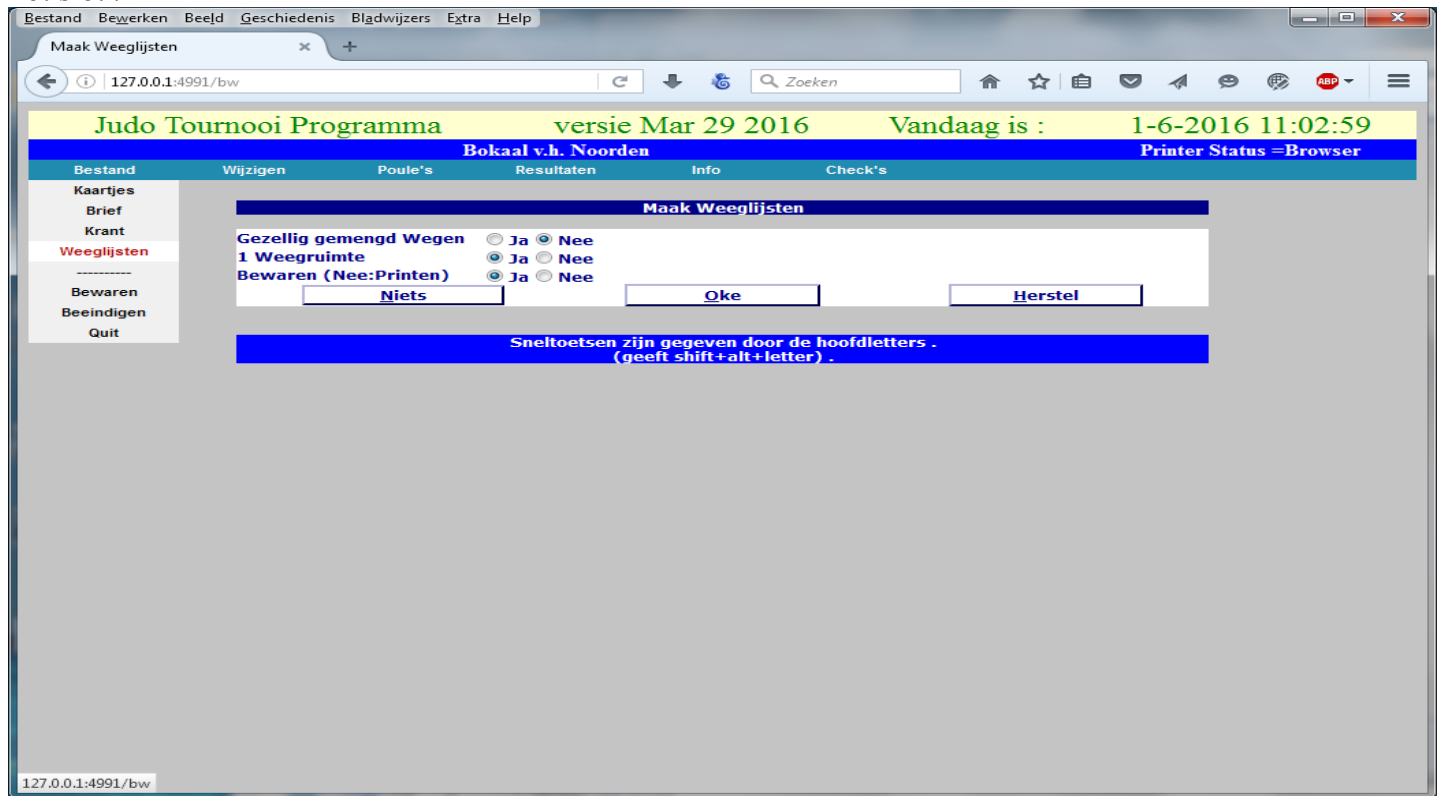 Bestand Bewerken Beeld Geschiedenis Bladwijzers Extra Help
Maak Weeglijsten × +
127.0.0.1:4991/bw Zoeken ABP
Judo Tournooi Programma versie Mar 29 2016 Vandaag is : 1-6-2016 11:02:59
Bokaal v.h. Noorden Printer Status =Browser
Bestand Wijzigen Poule's Resultaten Info Check's
Kaartjes
Brief
Krant
Weeglijsten
----------
Bewaren
Beeindigen
Quit
Maak Weeglijsten
Gezellig gemengd Wegen Ja Nee
1 Weegruimte Ja Nee
Bewaren (Nee:Printen) Ja Nee
Niets Oke Herstel
Sneltoetsen zijn gegeven door de hoofdletters .
(geeft shift+alt+letter) .
127.0.0.1:4991/bw